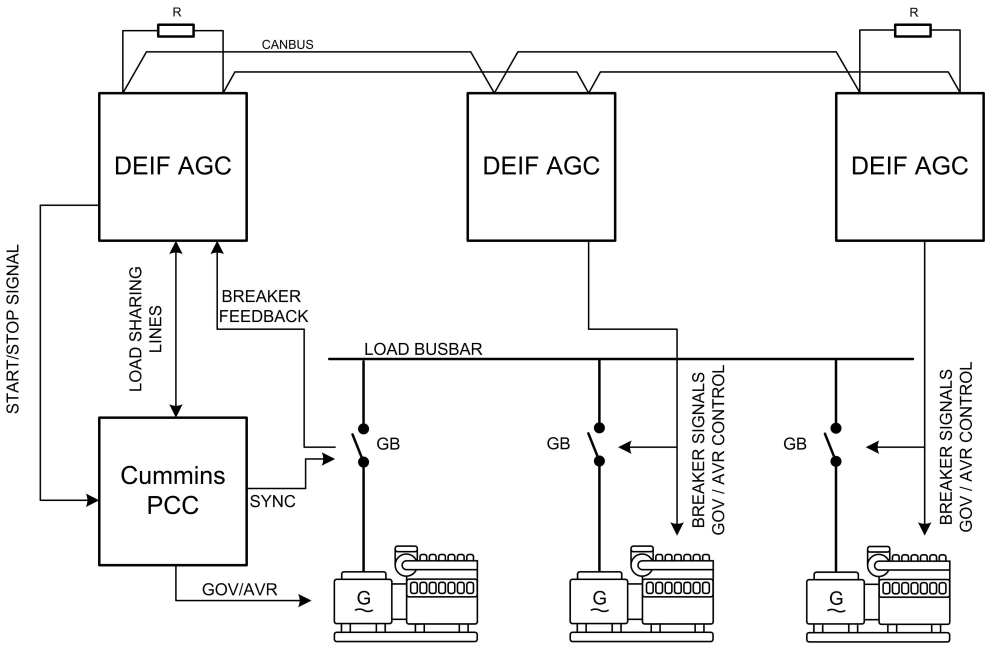 R
R
CANBUS
DEIF AGC
DEIF AGC
DEIF AGC
START/STOP SIGNAL
LOAD SHARING
LINES
BREAKER
FEEDBACK
LOAD BUSBAR
GB
GB
GB
BREAKER SIGNALS
GOV / AVR CONTROL
BREAKER SIGNALS
GOV / AVR CONTROL
Cummins
PCC
SYNC
GOV/AVR
G
G
G